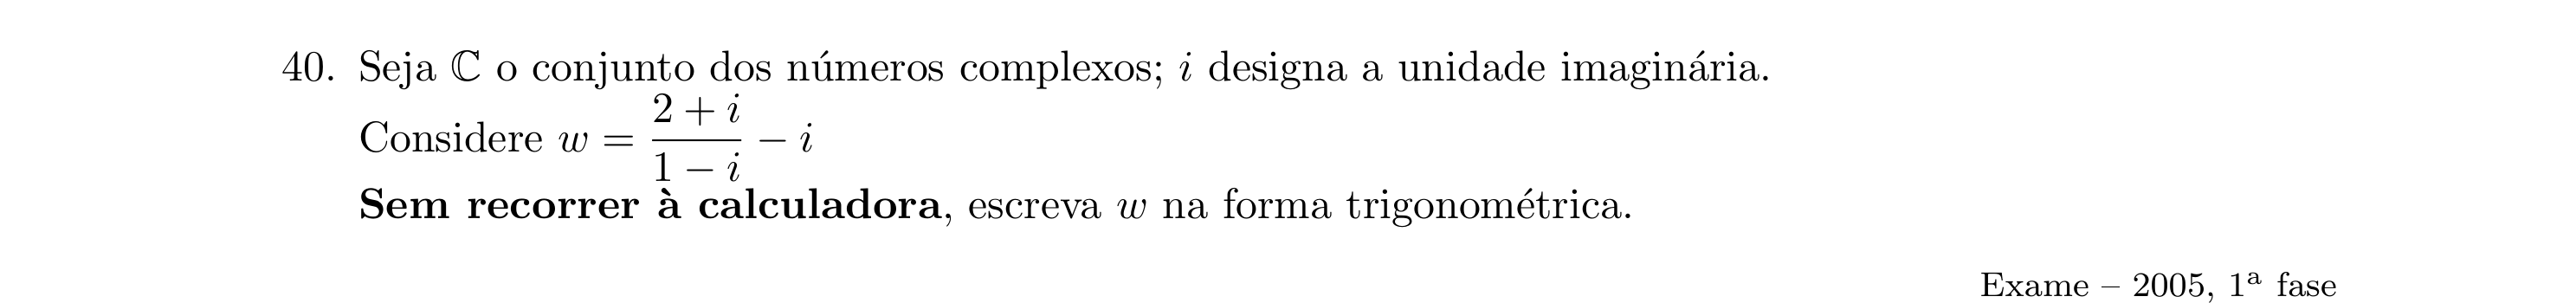 40. Seja ℂ o conjunto dos números complexos; i designa a unidade imaginária.
Considere w = \frac{2 + i}{1 - i} - i
Sem recorrer à calculadora, escreva w na forma trigonométrica.
Exame – 2005, 1ª fase